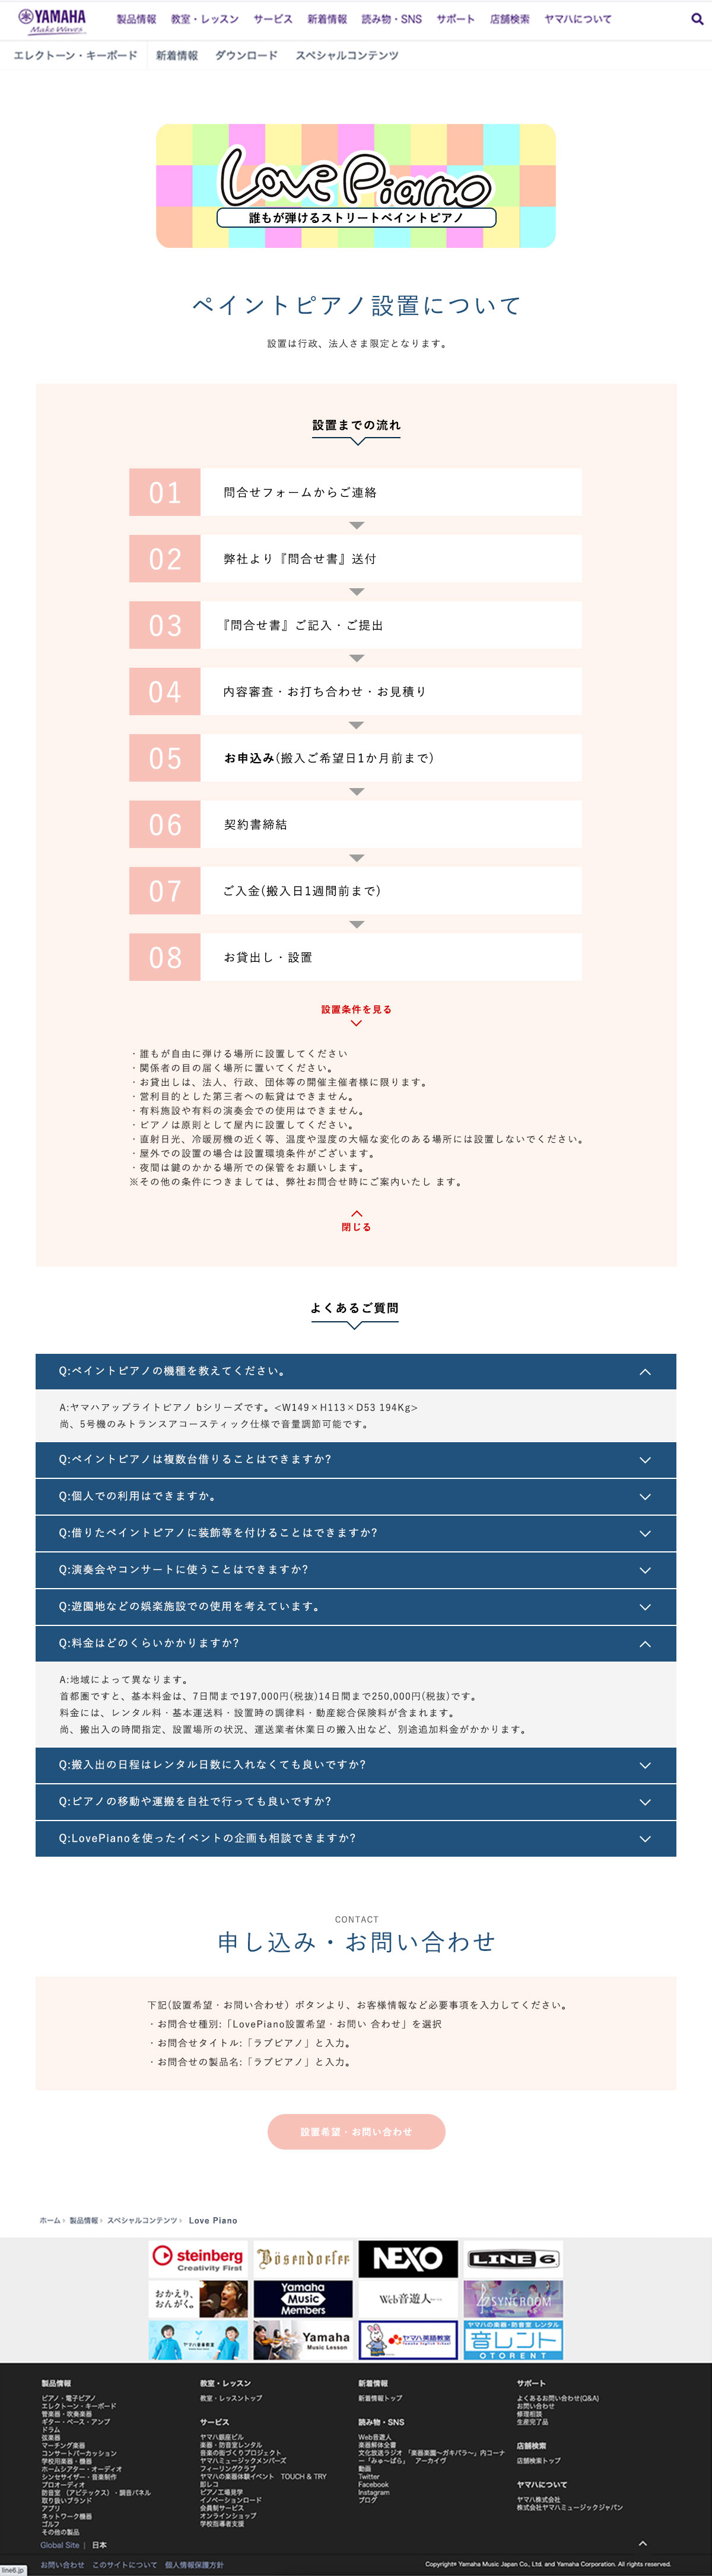 YAMAHA
Make Waves
製品情報 教室・レッスン サービス 新着情報 読み物・SNS サポート 店舗検索 ヤマハについて
エレクトーン・キーボード 新着情報 ダウンロード スペシャルコンテンツ
Love Piano
誰もが弾けるストリートペイントピアノ
ペイントピアノ設置について
設置は行政、法人さま限定となります。
設置までの流れ
01 問合せフォームからご連絡
02 弊社より『問合せ書』送付
03 『問合せ書』ご記入・ご提出
04 内容審査・お打ち合わせ・お見積り
05 お申込み(搬入ご希望日1か月前まで)
06 契約書締結
07 ご入金(搬入日1週間前まで)
08 お貸出し・設置
設置条件を見る
・誰もが自由に弾ける場所に設置してください
・関係者の目の届く場所に置いてください。
・お貸出しは、法人、行政、団体等の開催主催者様に限ります。
・営利目的とした第三者への転貸はできません。
・有料施設や有料の演奏会での使用はできません。
・ピアノは原則として屋内に設置してください。
・直射日光、冷暖房機の近く等、温度や湿度の大幅な変化のある場所には設置しないでください。
・屋外での設置の場合は設置環境条件がございます。
・夜間は鍵のかかる場所での保管をお願いします。
※その他の条件につきましては、弊社お問合せ時にご案内いたし ます。
閉じる
よくあるご質問
Q:ペイントピアノの機種を教えてください。
A:ヤマハアップライトピアノ bシリーズです。<W149×H113×D53 194Kg>
尚、5号機のみトランスアコースティック仕様で音量調節可能です。
Q:ペイントピアノは複数台借りることはできますか?
Q:個人での利用はできますか。
Q:借りたペイントピアノに装飾等を付けることはできますか?
Q:演奏会やコンサートに使うことはできますか?
Q:遊園地などの娯楽施設での使用を考えています。
Q:料金はどのくらいかかりますか?
A:地域によって異なります。
首都圏ですと、基本料金は、7日間まで197,000円(税抜)14日間まで250,000円(税抜)です。
料金には、レンタル料・基本運送料・設置時の調律料・動産総合保険料が含まれます。
尚、搬出入の時間指定、設置場所の状況、運送業者休業日の搬入出など、別途追加料金がかかります。
Q:搬入出の日程はレンタル日数に入れなくても良いですか?
Q:ピアノの移動や運搬を自社で行っても良いですか?
Q:LovePianoを使ったイベントの企画も相談できますか?
CONTACT
申し込み・お問い合わせ
下記(設置希望・お問い合わせ) ボタンより、お客様情報など必要事項を入力してください。
・お問合せ種別:「LovePiano設置希望・お問い 合わせ」を選択
・お問合せタイトル:「ラブピアノ」と入力。
・お問合せの製品名:「ラブピアノ」と入力。
設置希望・お問い合わせ
ホーム › 製品情報 › スペシャルコンテンツ › Love Piano
steinberg
Creativity First
Bösendorfer
NEXO
LINE 6
おかえり、
おんがく。
Yamaha
Music
Members
Web音遊人
SYNCROOM
ヤマハ音楽教室
Yamaha
Music Lesson
ヤマハ英語教室
Yamaha English School
ヤマハの楽器・防音室 レンタル
音レント
OTORENT
製品情報
ピアノ・電子ピアノ
エレクトーン・キーボード
管楽器・吹奏楽器
ギター・ベース・アンプ
ドラム
弦楽器
マーチング楽器
コンサートパーカッション
学校用楽器・機器
ホームシアター・オーディオ
シンセサイザー・音楽制作
プロオーディオ
防音室 (アビテックス)・調音パネル
取り扱いブランド
アプリ
ネットワーク機器
ゴルフ
その他の製品
教室・レッスン
教室・レッスントップ
サービス
ヤマハ銀座ビル
楽器・防音室レンタル
音楽の街づくりプロジェクト
ヤマハミュージックメンバーズ
フィーリングクラブ
ヤマハの楽器体験イベント TOUCH & TRY
即レコ
ピアノ工場見学
イノベーションロード
会員制サービス
オンラインショップ
学校指導者支援
新着情報
新着情報トップ
読み物・SNS
Web音遊人
楽器解体全書
文化放送ラジオ 「楽器楽園～ガキパラ～」内コーナ
ー「みゅ～ぱら」 アーカイヴ
動画
Twitter
Facebook
Instagram
ブログ
サポート
よくあるお問い合わせ(Q&A)
お問い合わせ
修理相談
生産完了品
店舗検索
店舗検索トップ
ヤマハについて
ヤマハ株式会社
株式会社ヤマハミュージックジャパン
Global Site | 日本
お問い合わせ このサイトについて 個人情報保護方針
Copyright© Yamaha Music Japan Co., Ltd. and Yamaha Corporation. All rights reserved.
line6.jp